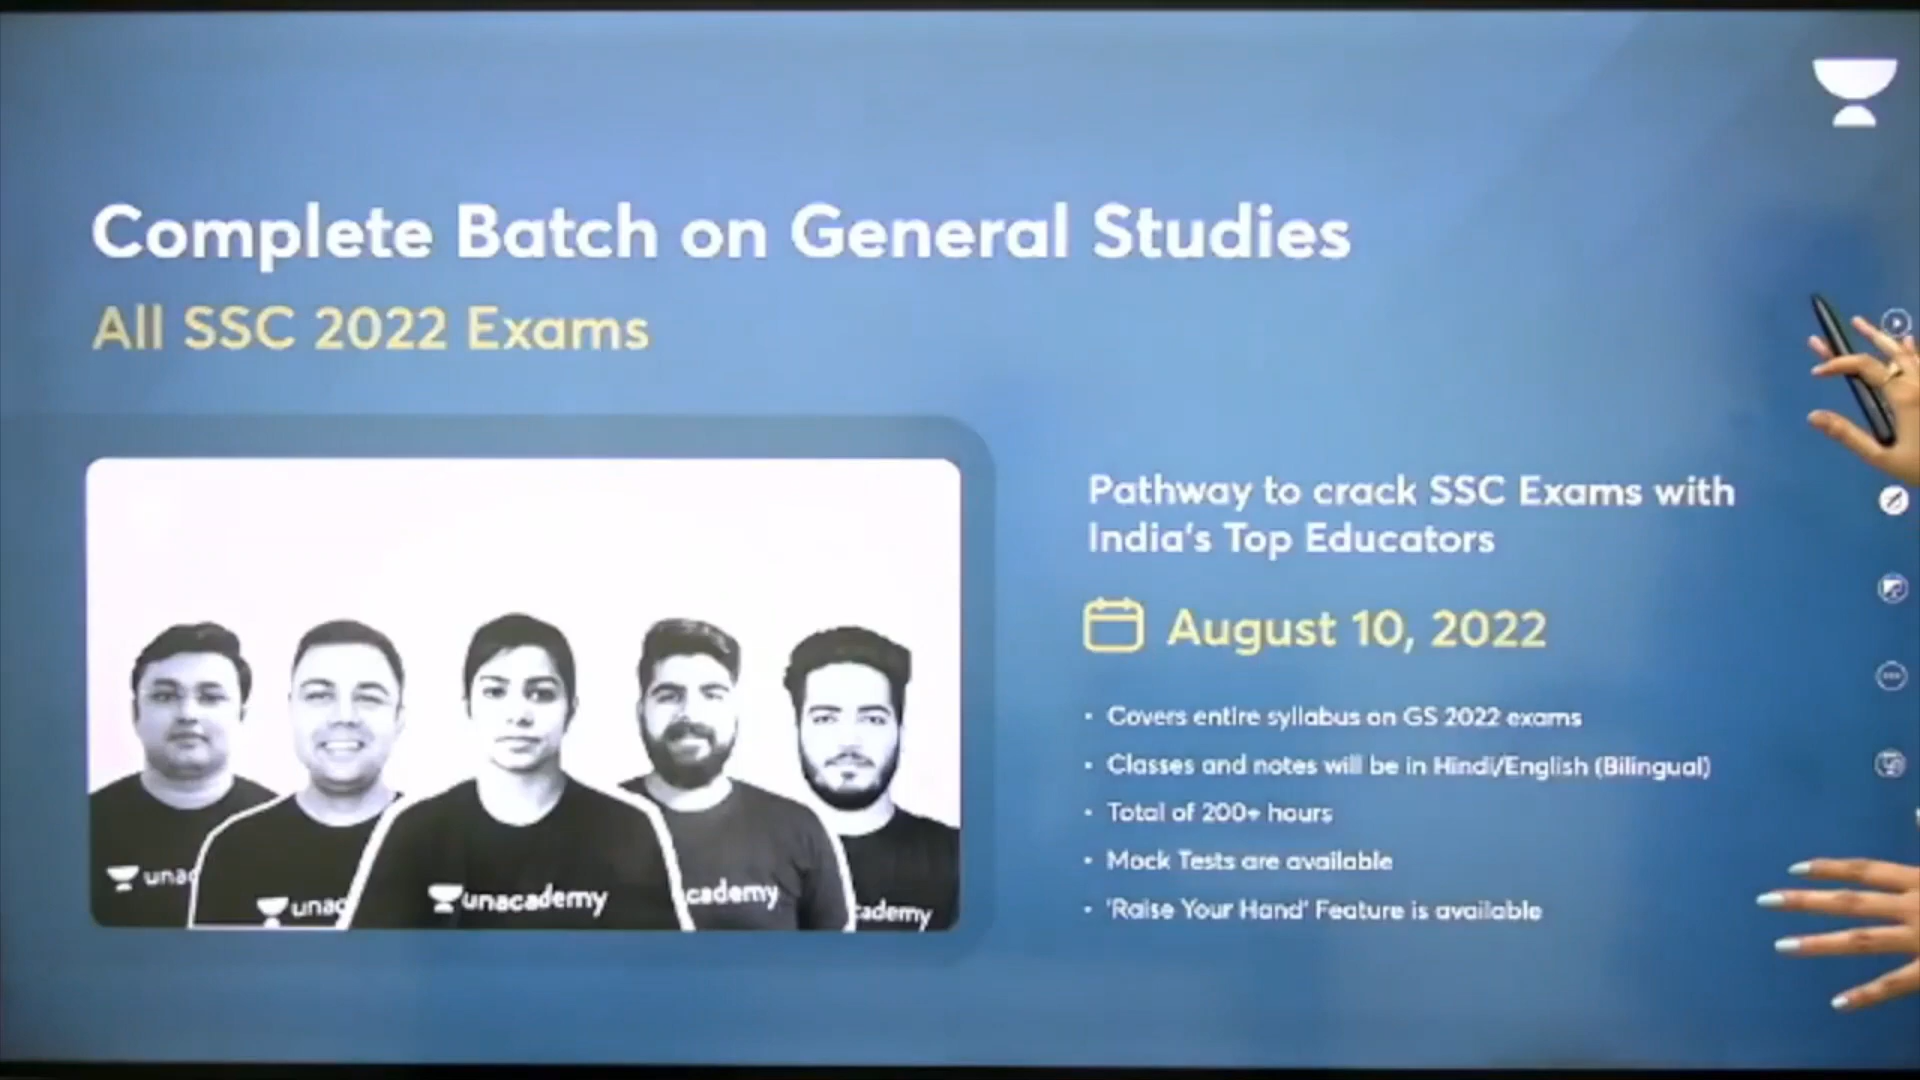 Complete Batch on General Studies
All SSC 2022 Exams
Pathway to crack SSC Exams with
India's Top Educators
August 10, 2022
• Covers entire syllabus on GS 2022 exams
• Classes and notes will be in Hindi/English (Bilingual)
• Total of 200+ hours
• Mock Tests are available
• 'Raise Your Hand' Feature is available
unac
unac
unacademy
cademy
cademy